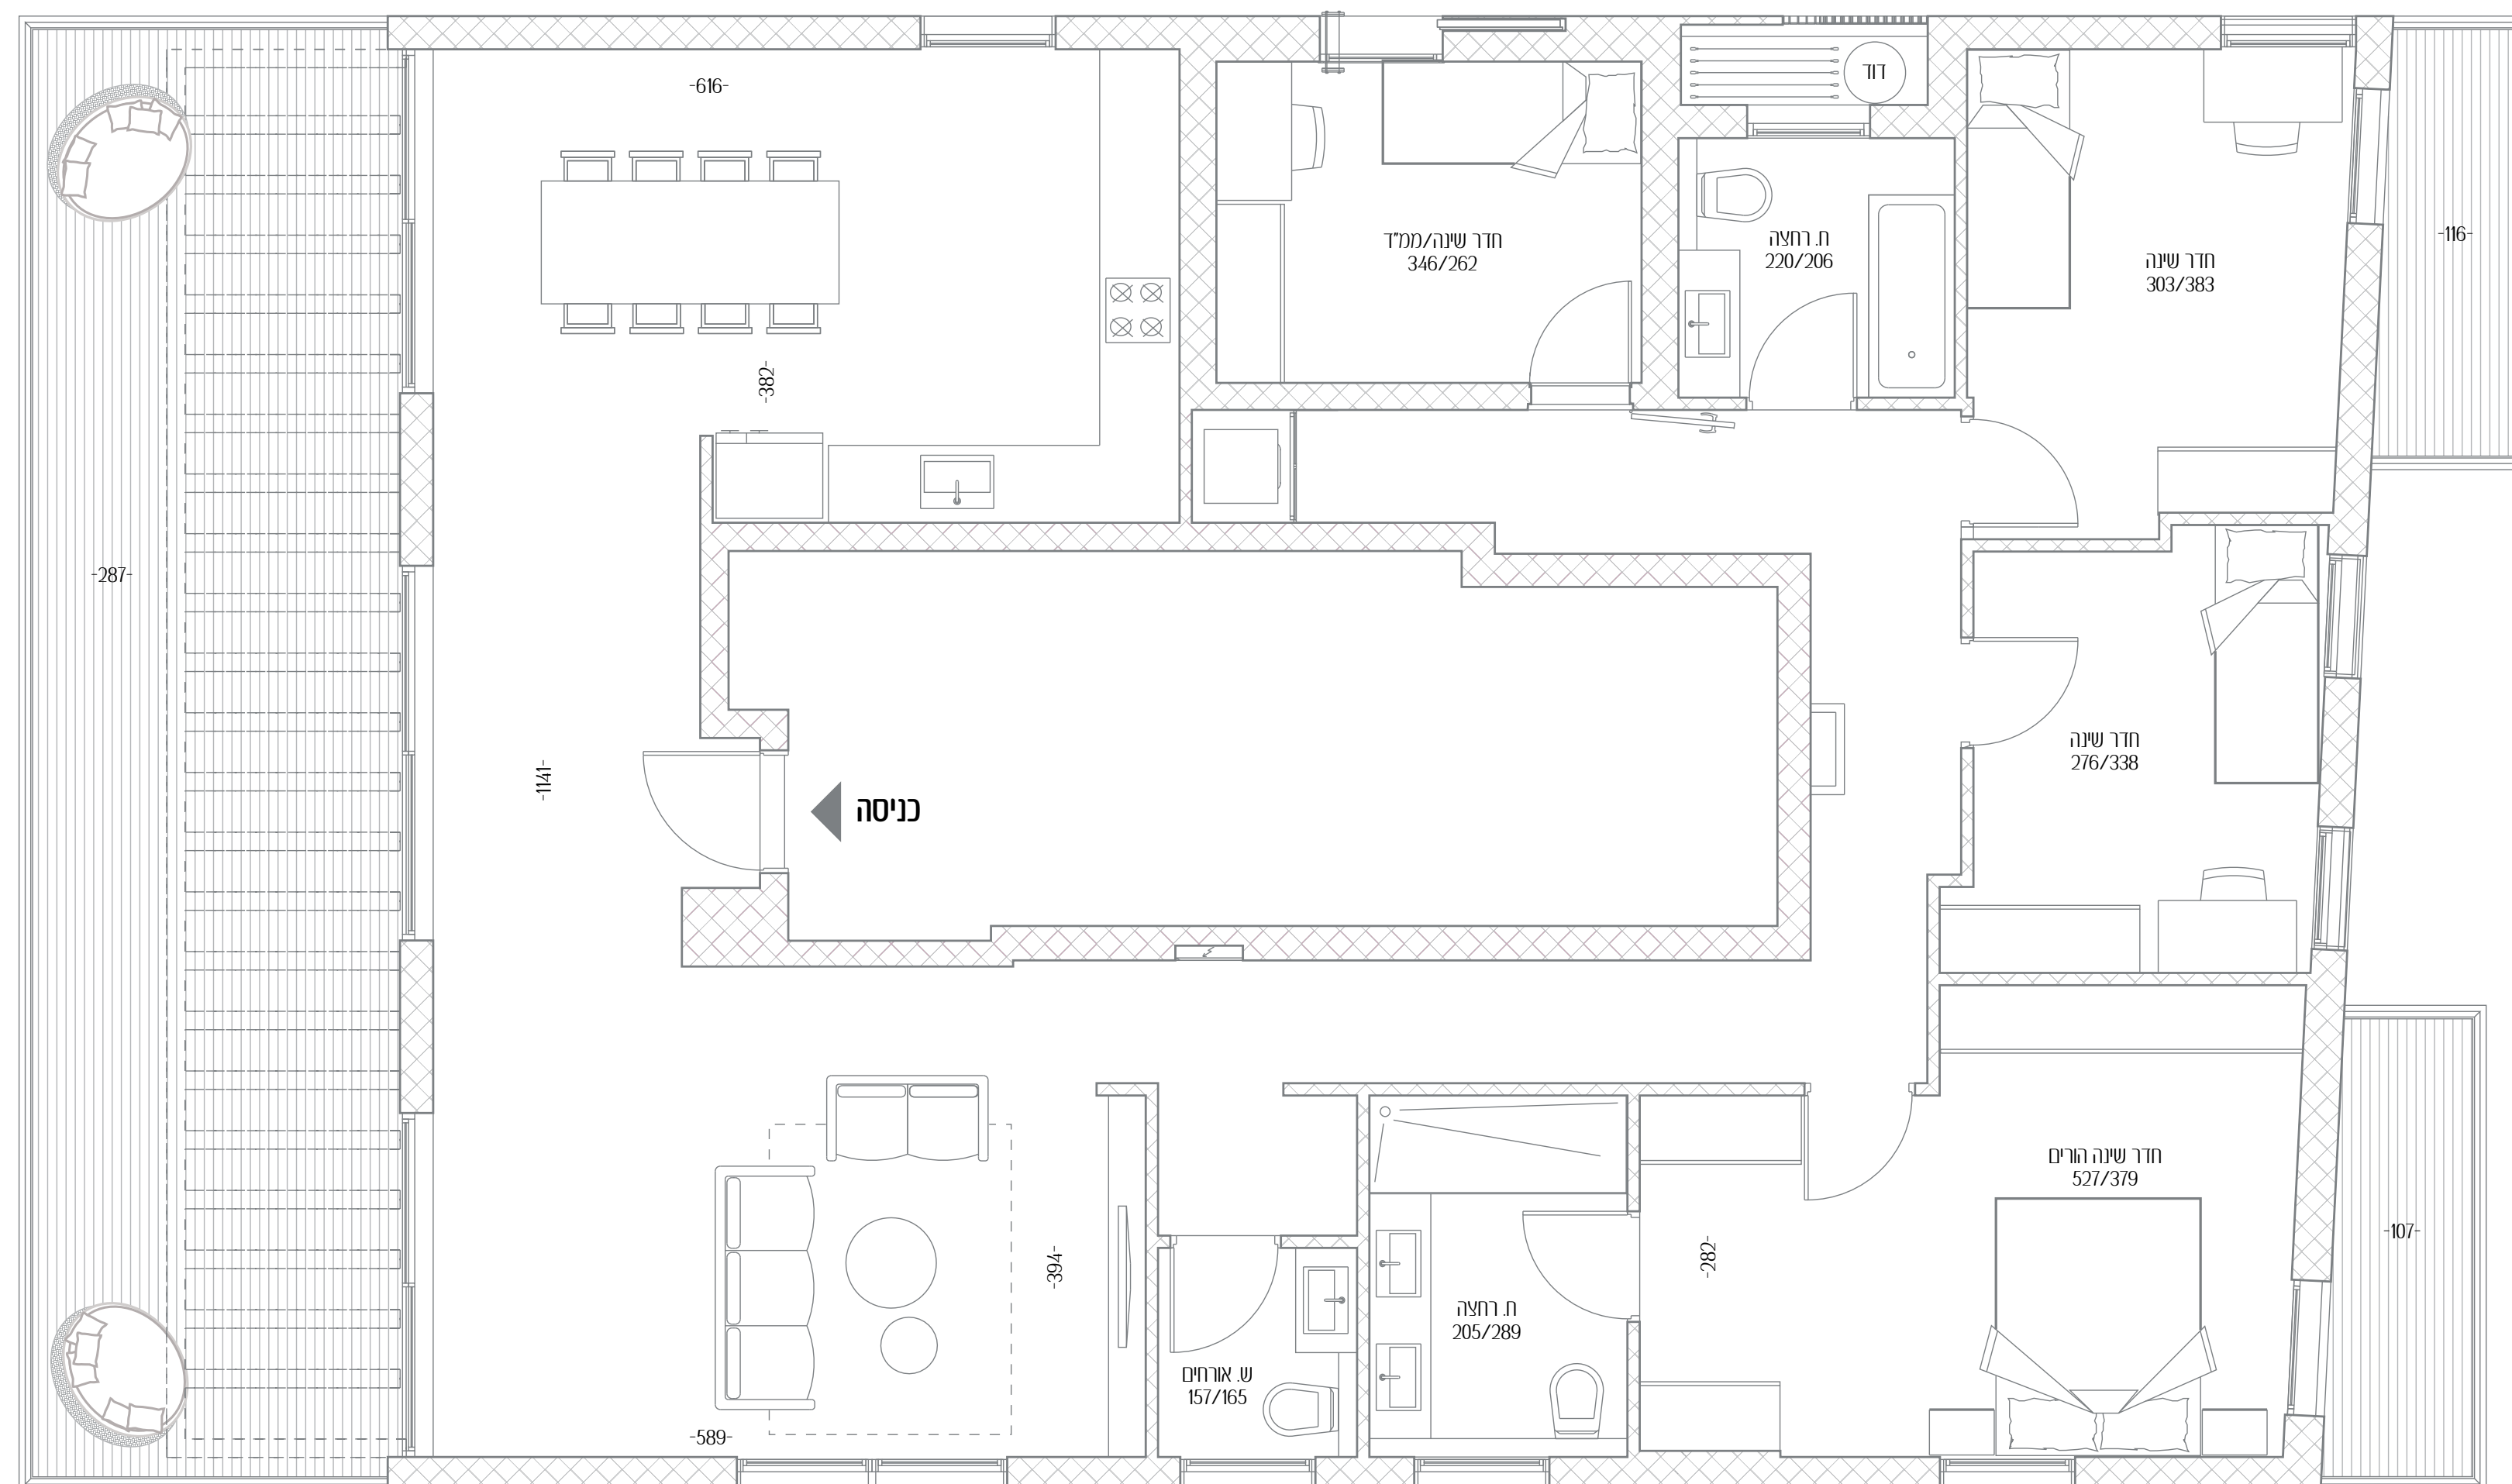 -616-
דוד
חדר שינה/ממ"ד
346/262
ח. רחצה
220/206
-116-
חדר שינה
303/383
-382-
-287-
חדר שינה
276/338
-1141-
כניסה
חדר שינה הורים
527/379
-107-
-394-
-282-
ח. רחצה
205/289
ש. אורחים
157/165
-589-